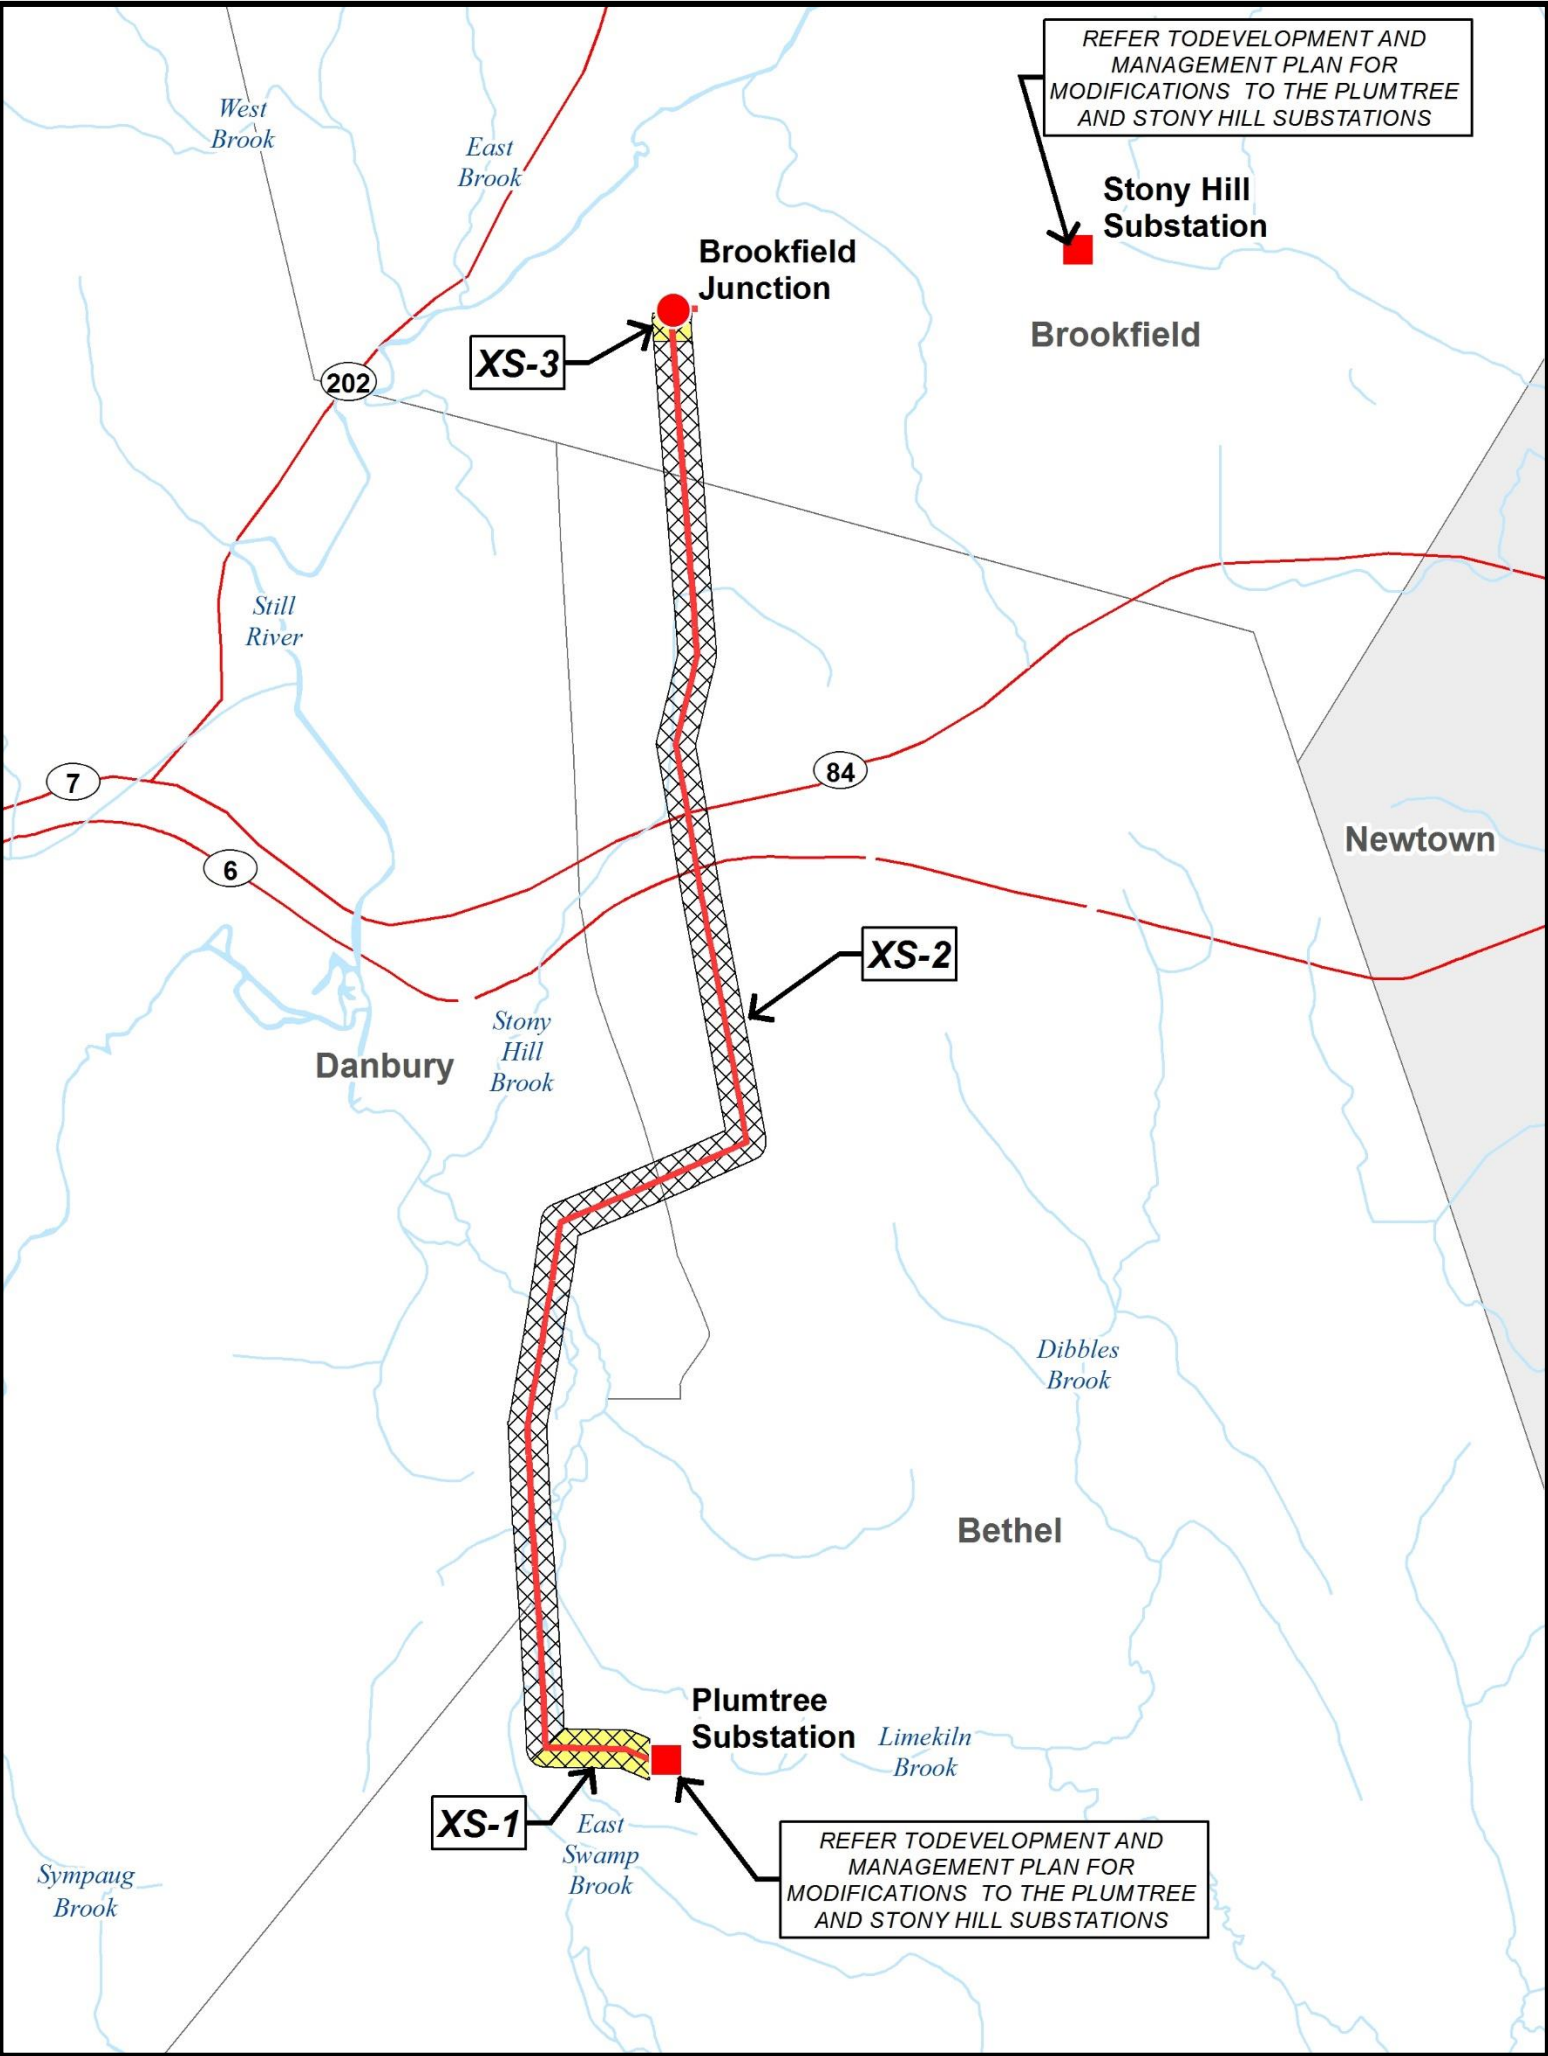 REFER TODEVELOPMENT AND
MANAGEMENT PLAN FOR
MODIFICATIONS  TO THE PLUMTREE
AND STONY HILL SUBSTATIONS
West
Brook
East
Brook
Stony Hill
Substation
Brookfield
Junction
Brookfield
XS-3
202
Still
River
7
84
6
Newtown
XS-2
Stony
Hill
Brook
Danbury
Dibbles
Brook
Bethel
Plumtree
Substation
Limekiln
Brook
XS-1
East
Swamp
Brook
REFER TODEVELOPMENT AND
MANAGEMENT PLAN FOR
MODIFICATIONS  TO THE PLUMTREE
AND STONY HILL SUBSTATIONS
Sympaug
Brook